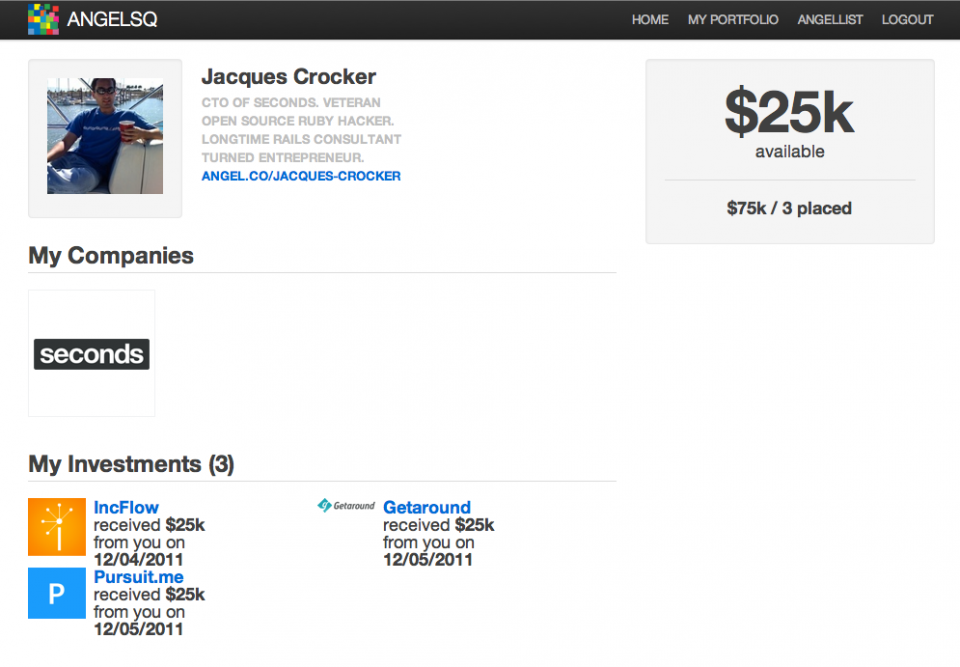 ANGELSQ
HOME MY PORTFOLIO ANGELLIST LOGOUT
Jacques Crocker
CTO OF SECONDS. VETERAN
OPEN SOURCE RUBY HACKER.
LONGTIME RAILS CONSULTANT
TURNED ENTREPRENEUR.
ANGEL.CO/JACQUES-CROCKER
$25k
available
$75k / 3 placed
My Companies
seconds
My Investments (3)
IncFlow
received $25k
from you on
12/04/2011
Getaround
Getaround
received $25k
from you on
12/05/2011
P
Pursuit.me
received $25k
from you on
12/05/2011